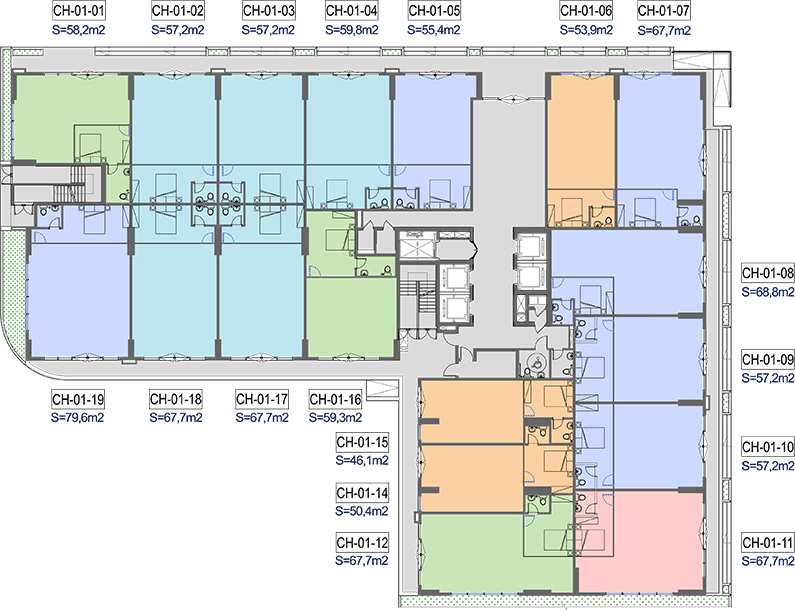 CH-01-01
S=58,2m2
CH-01-02
S=57,2m2
CH-01-03
S=57,2m2
CH-01-04
S=59,8m2
CH-01-05
S=55,4m2
CH-01-06
S=53,9m2
CH-01-07
S=67,7m2
CH-01-08
S=68,8m2
CH-01-09
S=57,2m2
CH-01-10
S=57,2m2
CH-01-11
S=67,7m2
CH-01-19
S=79,6m2
CH-01-18
S=67,7m2
CH-01-17
S=67,7m2
CH-01-16
S=59,3m2
CH-01-15
S=46,1m2
CH-01-14
S=50,4m2
CH-01-12
S=67,7m2